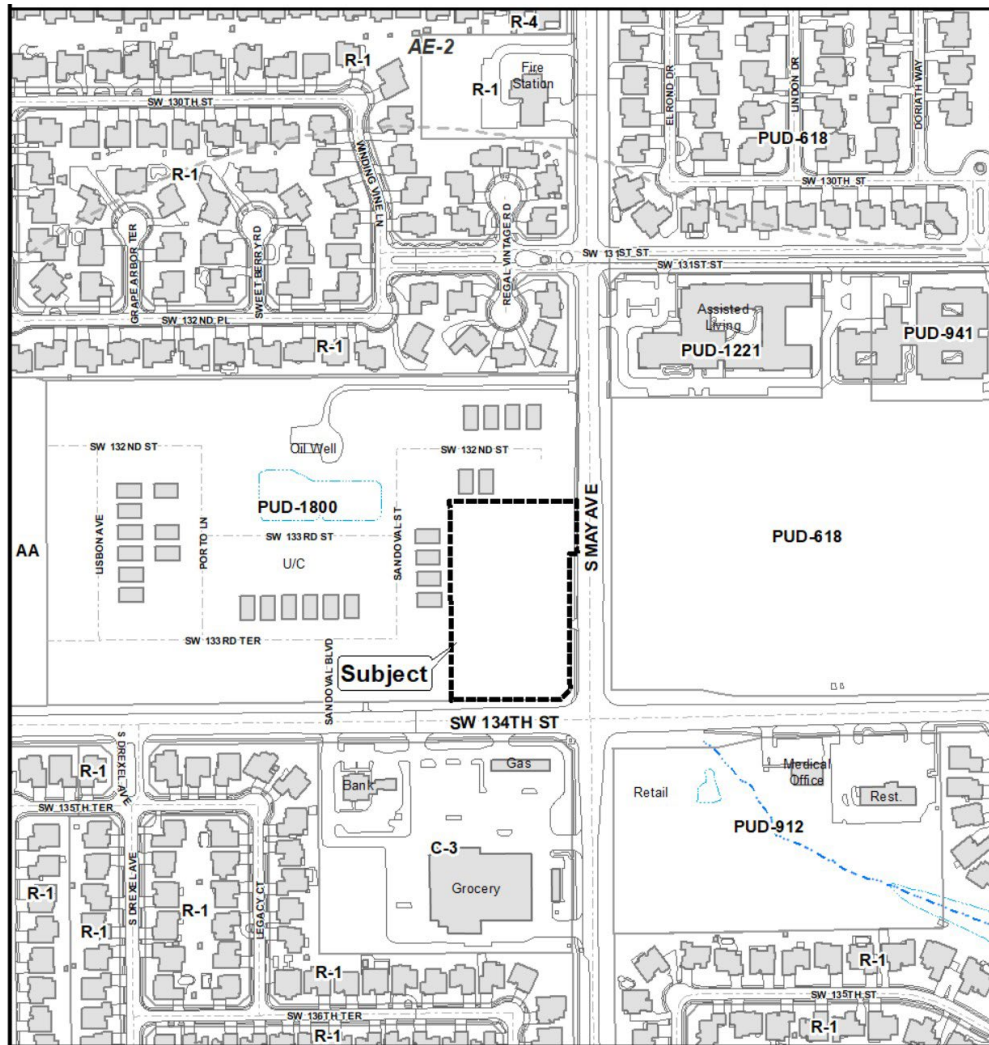 R-4
AE-2
R-1
Fire
Station
R-1
SW 130TH ST
ELROND DR
LINDON DR
DORIATH WAY
PUD-618
WINDING VINE LN
R-1
SW 130TH ST
GRAPE ARBOR TER
SWEET BERRY RD
REGAL VINTAGE RD
SW 131ST ST
SW 131ST ST
SW 132ND PL
R-1
Assisted
Living
PUD-1221
PUD-941
SW 132ND ST
Oil Well
SW 132ND ST
PUD-1800
S MAY AVE
LISBON AVE
PORTO LN
SW 133RD ST
SANDOVAL ST
PUD-618
AA
U/C
SW 133RD TER
SANDOVAL BLVD
Subject
SW 134TH ST
S DREXEL AVE
R-1
SW 135TH TER
Bank
Gas
Retail
Medical
Office
Rest.
PUD-912
C-3
Grocery
R-1
R-1
S DREXEL AVE
R-1
LEGACY CT
R-1
R-1
SW 135TH ST
SW 136TH TER
R-1
R-1
R-1